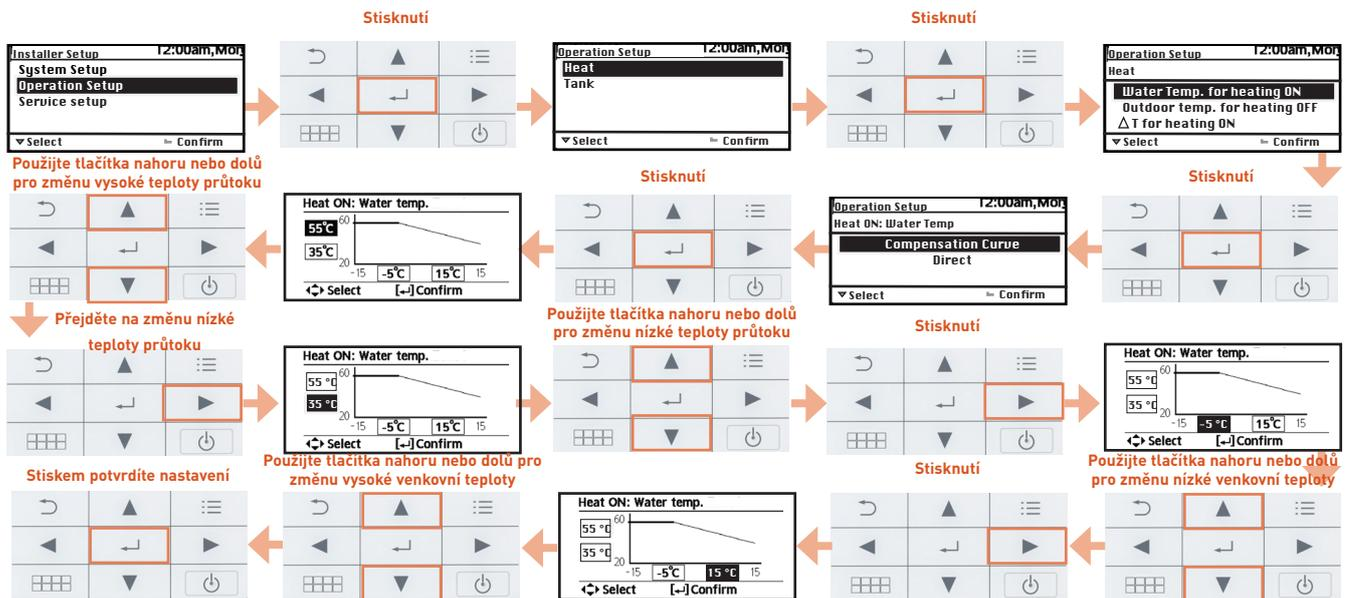 Stisknutí
Stisknutí
Installer Setup 12:00am,Mon
System Setup
Operation Setup
Service setup
▼Select Confirm
Operation Setup 12:00am,Mon
Heat
Tank
▼Select Confirm
Operation Setup 12:00am,Mon
Heat
Water Temp. for heating ON
Outdoor temp. for heating OFF
△T for heating ON
▼Select Confirm
Stisknutí
Operation Setup 12:00am,Mon
Heat ON: Water Temp
Compensation Curve
Direct
▼Select Confirm
Stisknutí
Heat ON: Water temp.
55°C
35°C
60
20
-15 -5°C 15°C 15
Select [↵]Confirm
Použijte tlačítka nahoru nebo dolů
pro změnu vysoké teploty průtoku
Přejděte na změnu nízké
teploty průtoku
Heat ON: Water temp.
55 °C
35 °C
60
20
-15 -5°C 15°C 15
Select [↵]Confirm
Použijte tlačítka nahoru nebo dolů
pro změnu nízké teploty průtoku
Stisknutí
Heat ON: Water temp.
55 °C
35 °C
60
20
-15 -5 °C 15°C 15
Select [↵]Confirm
Použijte tlačítka nahoru nebo dolů
pro změnu nízké venkovní teploty
Stisknutí
Heat ON: Water temp.
55 °C
35 °C
60
20
-15 -5°C 15 °C 15
Select [↵]Confirm
Použijte tlačítka nahoru nebo dolů pro
změnu vysoké venkovní teploty
Stiskem potvrdíte nastavení